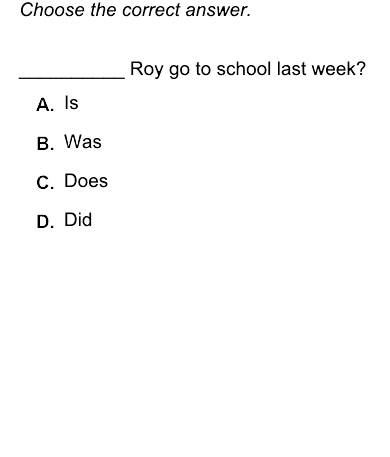 Choose the correct answer.
__________ Roy go to school last week?
A. Is
B. Was
C. Does
D. Did